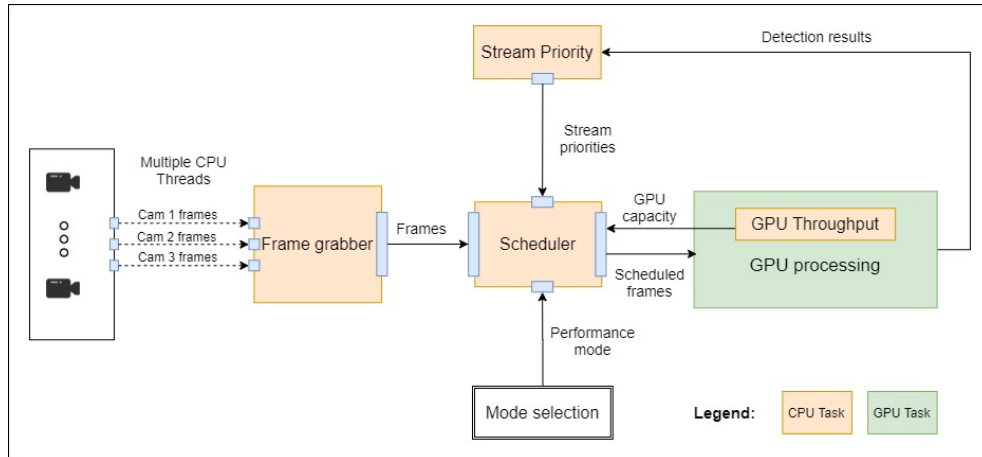 Stream Priority
Detection results
Stream
priorities
Multiple CPU
Threads
Cam 1 frames
Cam 2 frames
Cam 3 frames
Frame grabber
Frames
Scheduler
GPU
capacity
Scheduled
frames
GPU Throughput
GPU processing
Performance
mode
Mode selection
Legend:
CPU Task
GPU Task